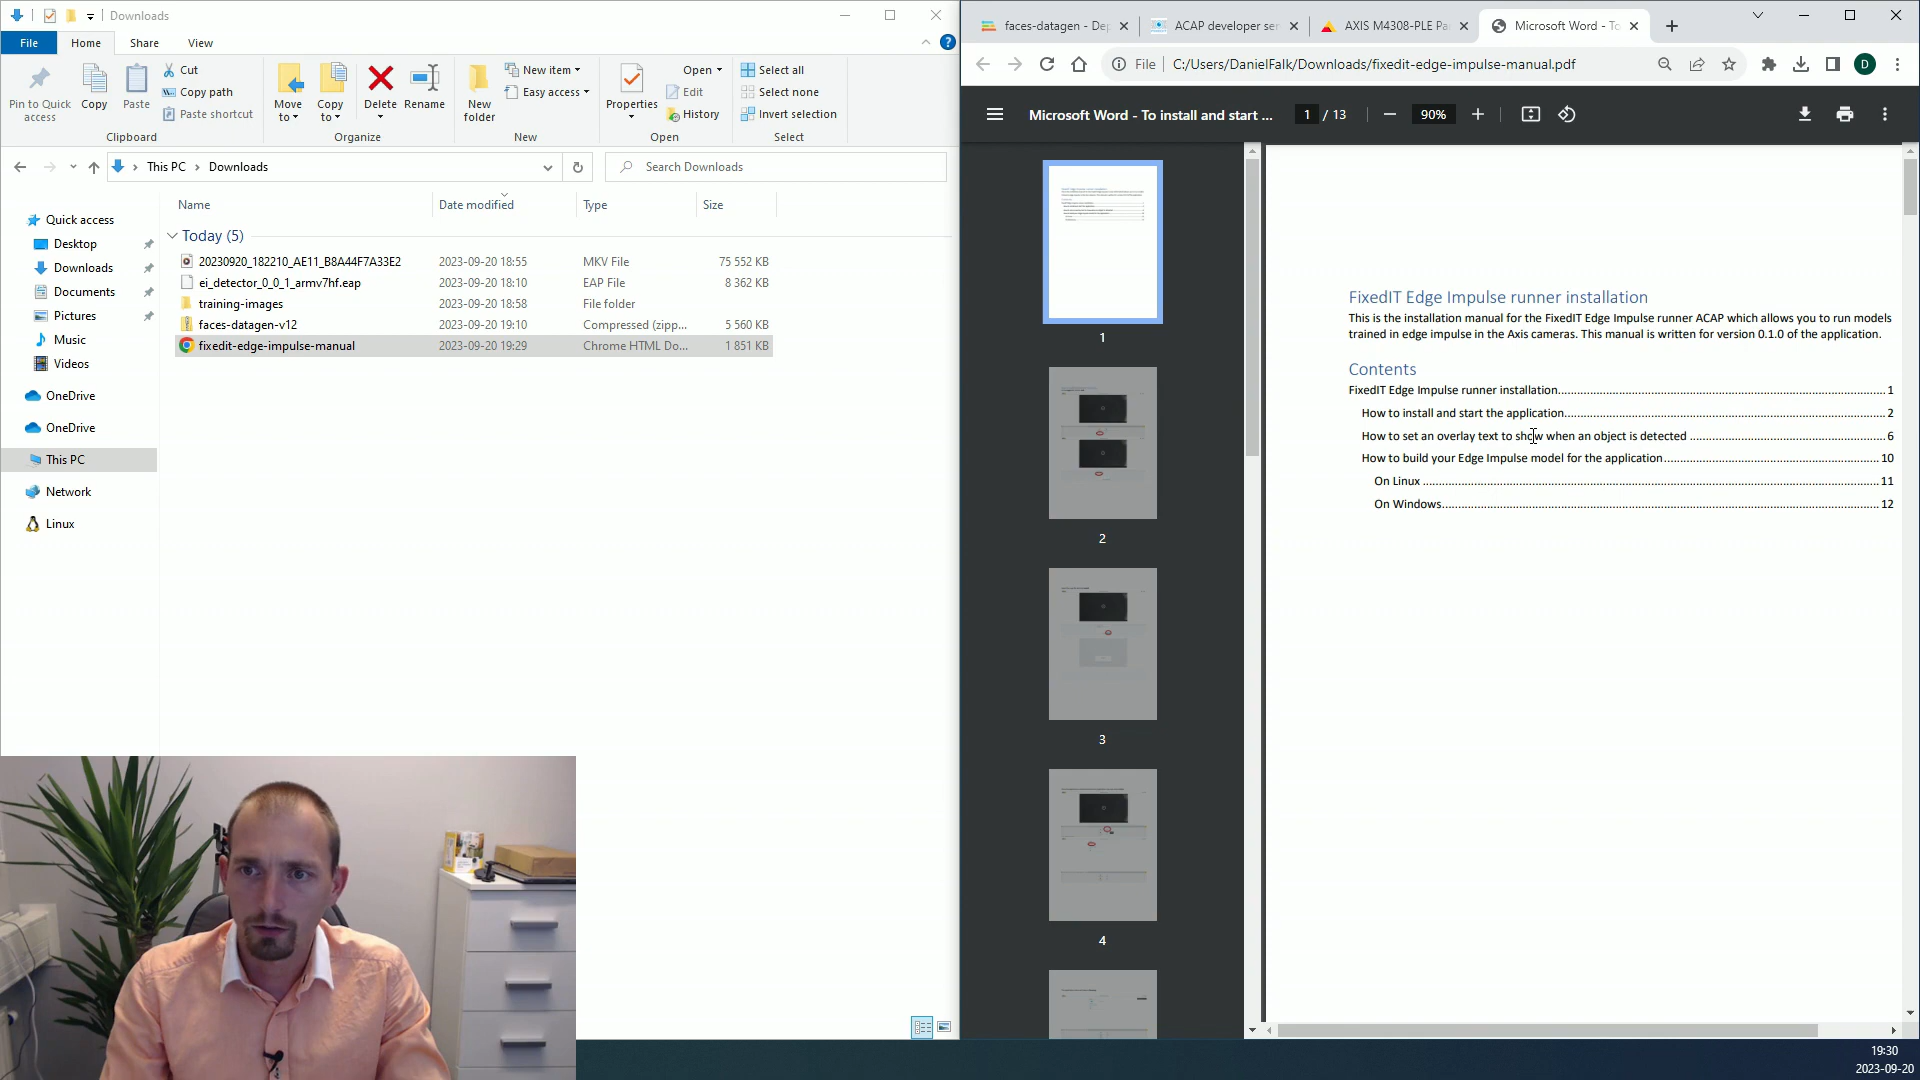 Downloads
File
Home
Share
View
Pin to Quick access
Copy
Paste
Cut
Copy path
Paste shortcut
Clipboard
Move to
Copy to
Delete
Rename
Organize
New folder
New item
Easy access
New
Properties
Open
Edit
History
Open
Select all
Select none
Invert selection
Select
This PC
Downloads
Search Downloads
Quick access
Desktop
Downloads
Documents
Pictures
Music
Videos
OneDrive
OneDrive
This PC
Network
Linux
Name Date modified Type Size
Today (5)
20230920_182210_AE11_B8A44F7A33E2 2023-09-20 18:55 MKV File 75 552 KB
ei_detector_0_0_1_armv7hf.eap 2023-09-20 18:10 EAP File 8 362 KB
training-images 2023-09-20 18:58 File folder
faces-datagen-v12 2023-09-20 19:10 Compressed (zipp... 5 560 KB
fixedit-edge-impulse-manual 2023-09-20 19:29 Chrome HTML Do... 1 851 KB
faces-datagen - De
ACAP developer se
AXIS M4308-PLE Pa
Microsoft Word - To
File C:/Users/DanielFalk/Downloads/fixedit-edge-impulse-manual.pdf
D
Microsoft Word - To install and start ...
1 / 13
90%
1
2
3
4
FixedIT Edge Impulse runner installation
This is the installation manual for the FixedIT Edge Impulse runner ACAP which allows you to run models
trained in edge impulse in the Axis cameras. This manual is written for version 0.1.0 of the application.
Contents
FixedIT Edge Impulse runner installation 1
How to install and start the application 2
How to set an overlay text to show when an object is detected 6
How to build your Edge Impulse model for the application 10
On Linux 11
On Windows 12
19:30
2023-09-20